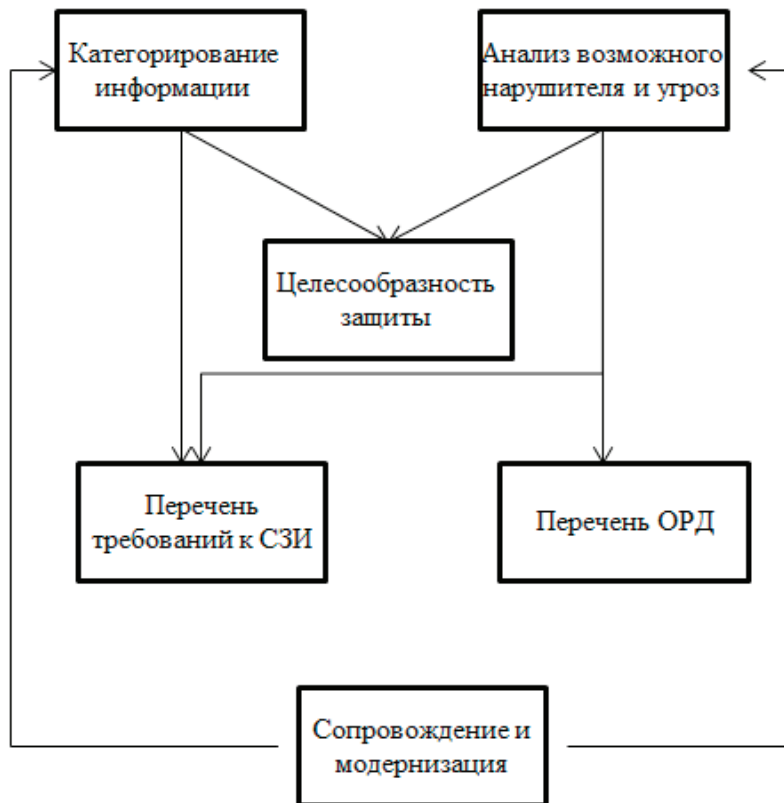 Категорирование
информации
Анализ возможного
нарушителя и угроз
Целесообразность
защиты
Перечень
требований к СЗИ
Перечень ОРД
Сопровождение и
модернизация